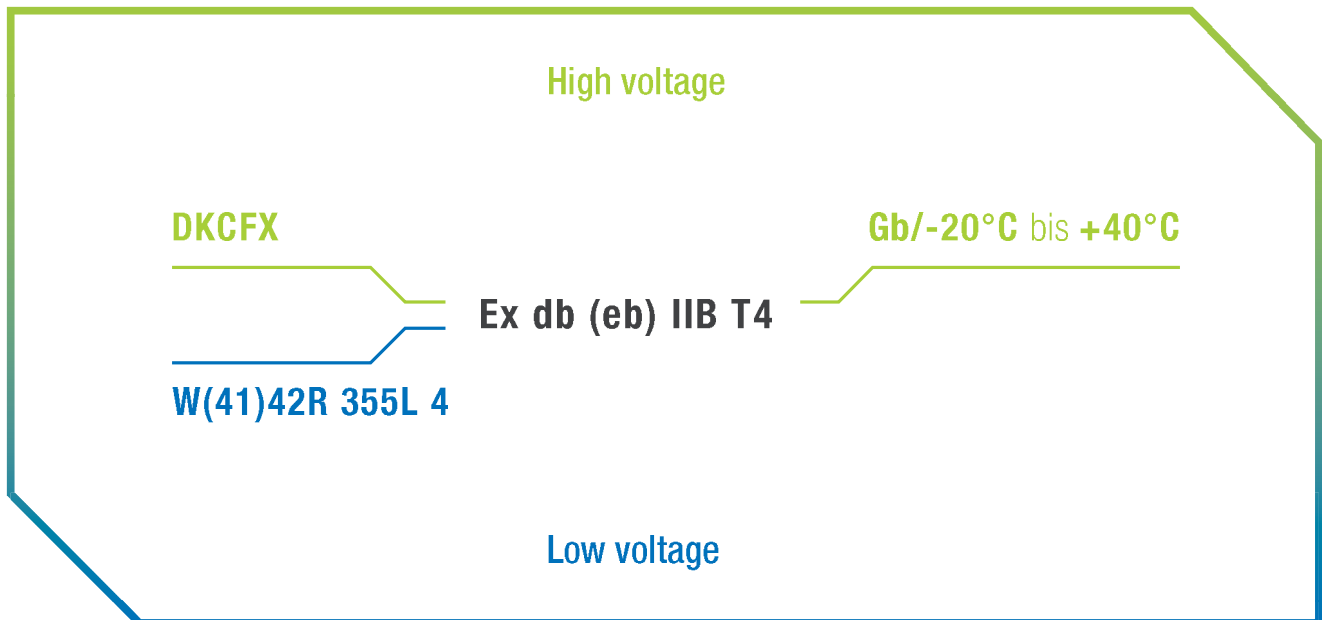 High voltage
DKCFX
Gb/-20°C bis +40°C
Ex db (eb) IIB T4
W(41)42R 355L 4
Low voltage